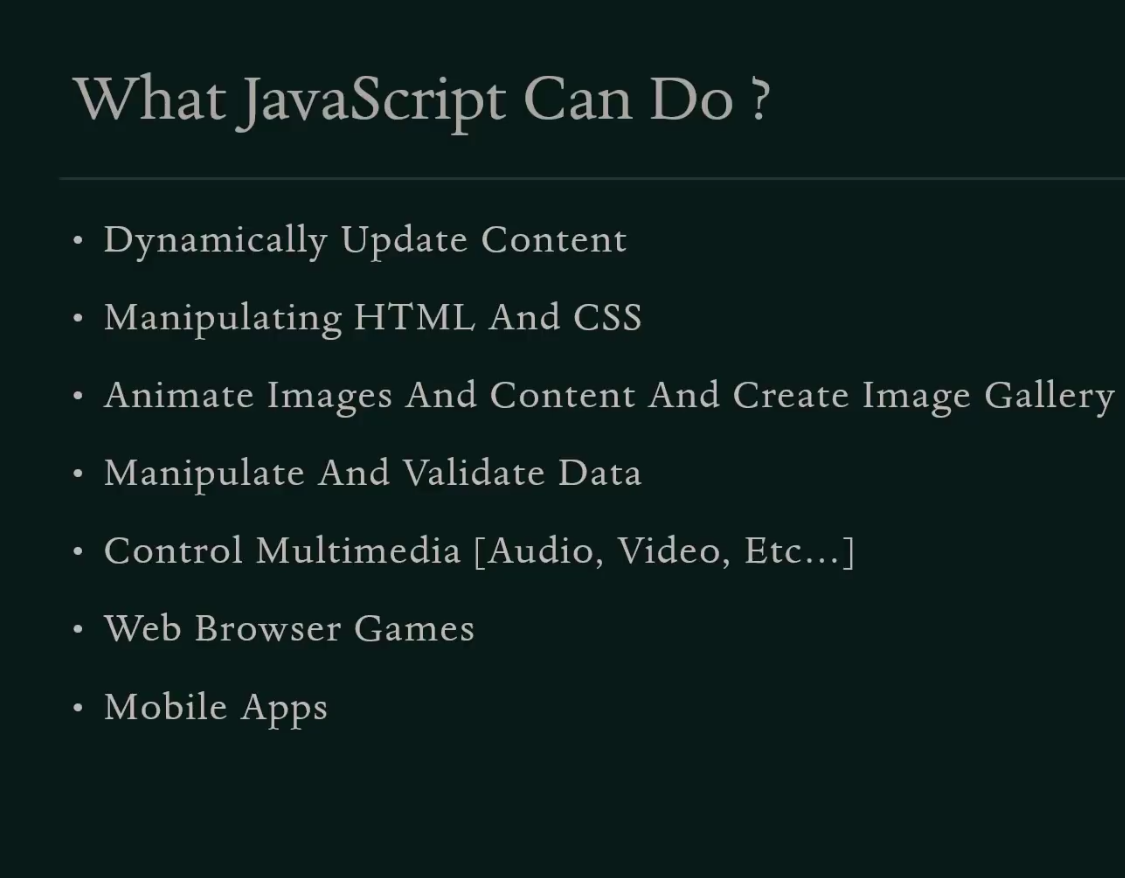 What JavaScript Can Do ?
• Dynamically Update Content
• Manipulating HTML And CSS
• Animate Images And Content And Create Image Gallery
• Manipulate And Validate Data
• Control Multimedia [Audio, Video, Etc...]
• Web Browser Games
• Mobile Apps